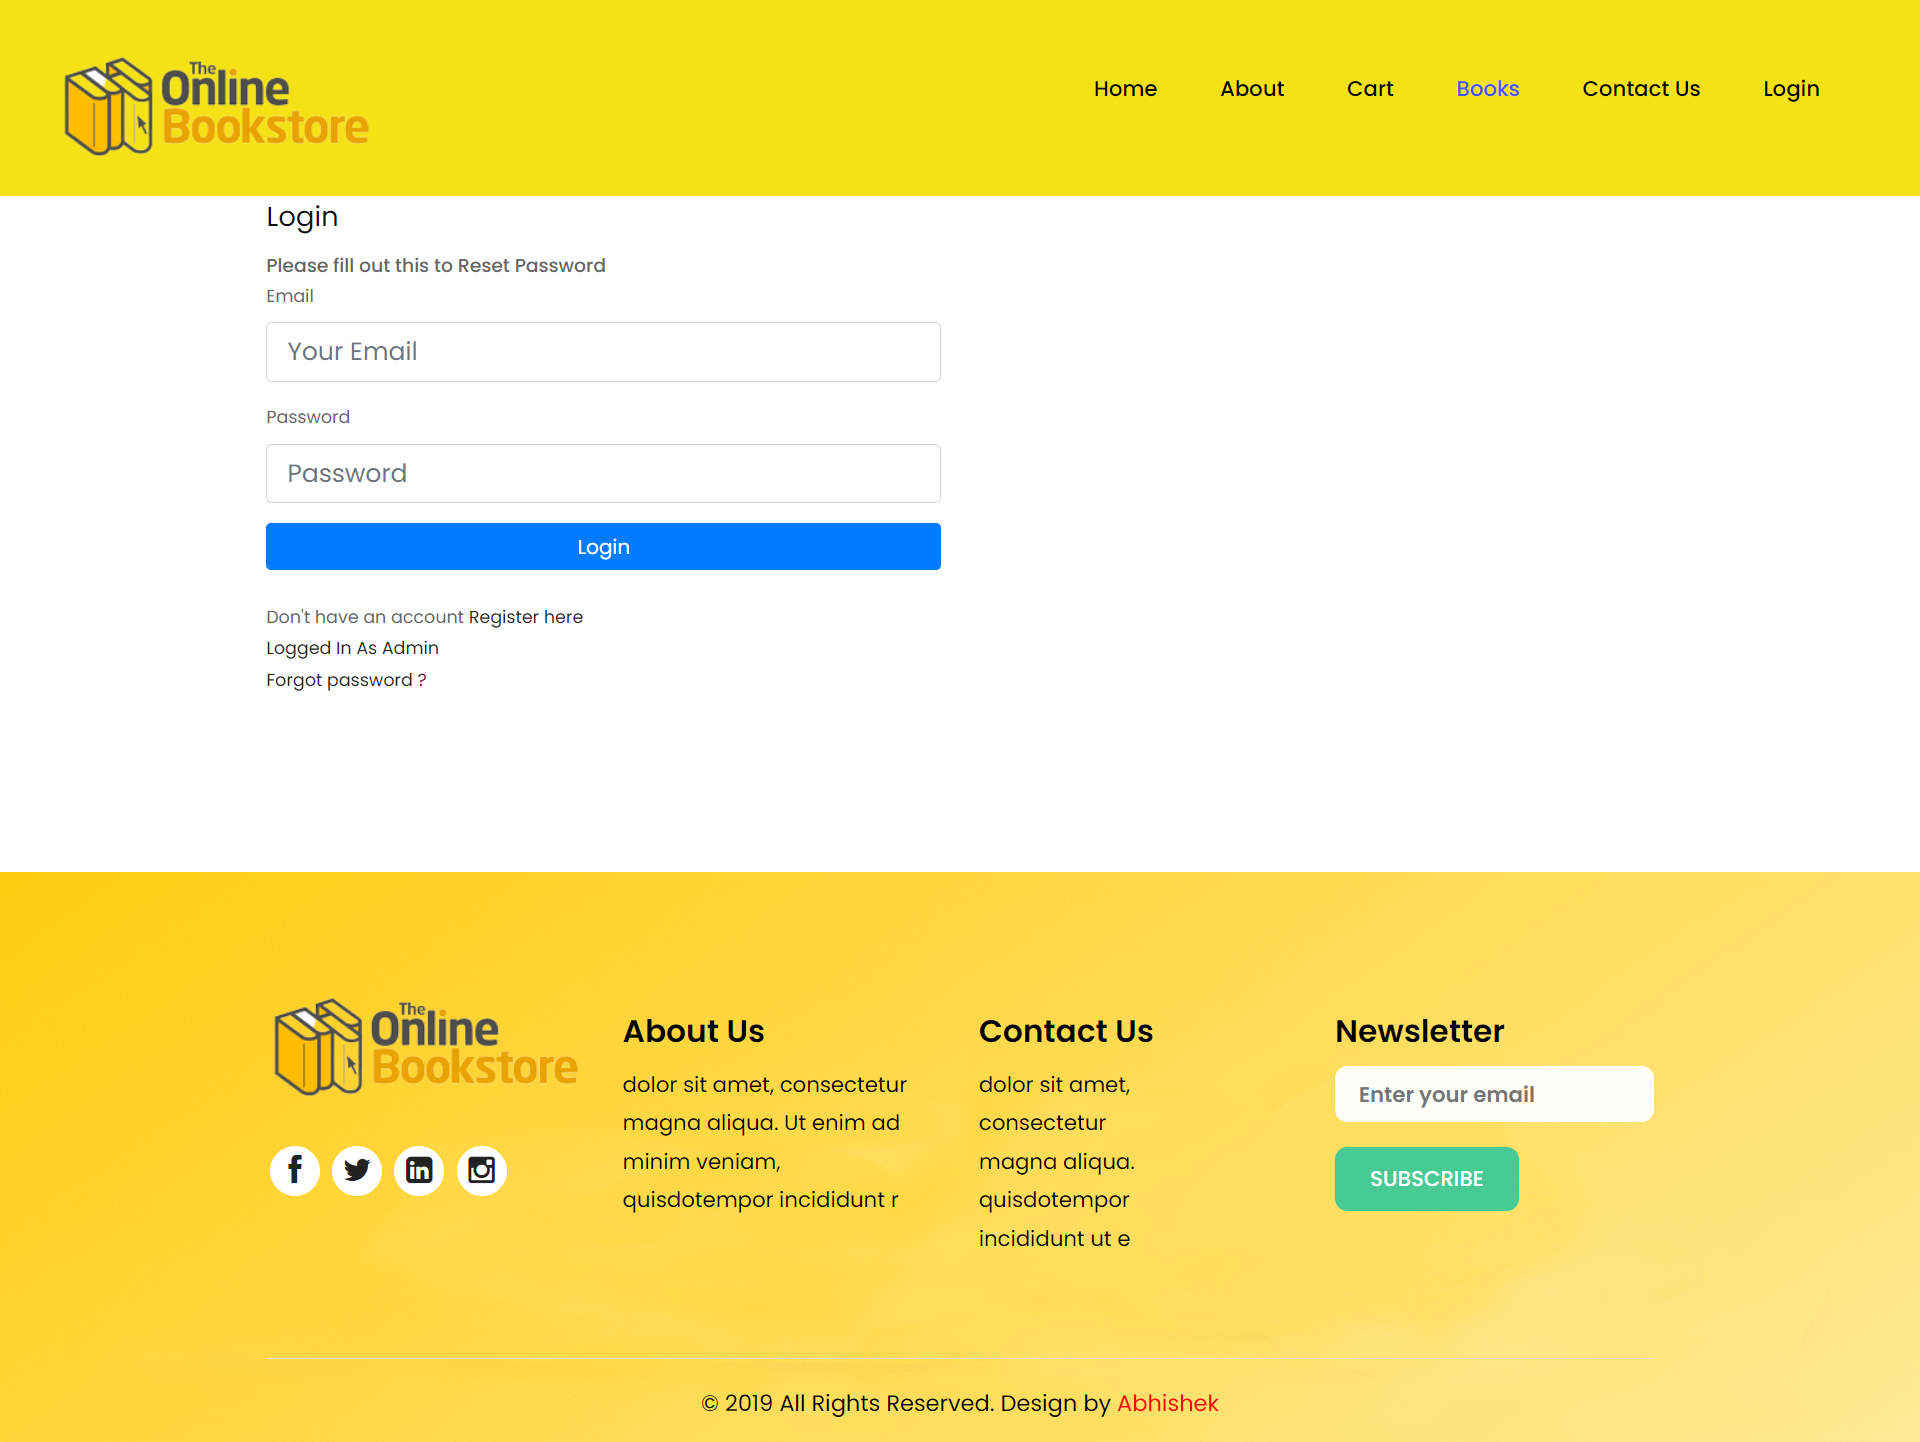 The
Online
Bookstore
Home About Cart Books Contact Us Login
Login
Please fill out this to Reset Password
Email
Your Email
Password
Password
Login
Don't have an account Register here
Logged In As Admin
Forgot password ?
The
Online
Bookstore
About Us
dolor sit amet, consectetur
magna aliqua. Ut enim ad
minim veniam,
quisdotempor incididunt r
Contact Us
dolor sit amet,
consectetur
magna aliqua.
quisdotempor
incididunt ut e
Newsletter
Enter your email
SUBSCRIBE
© 2019 All Rights Reserved. Design by Abhishek